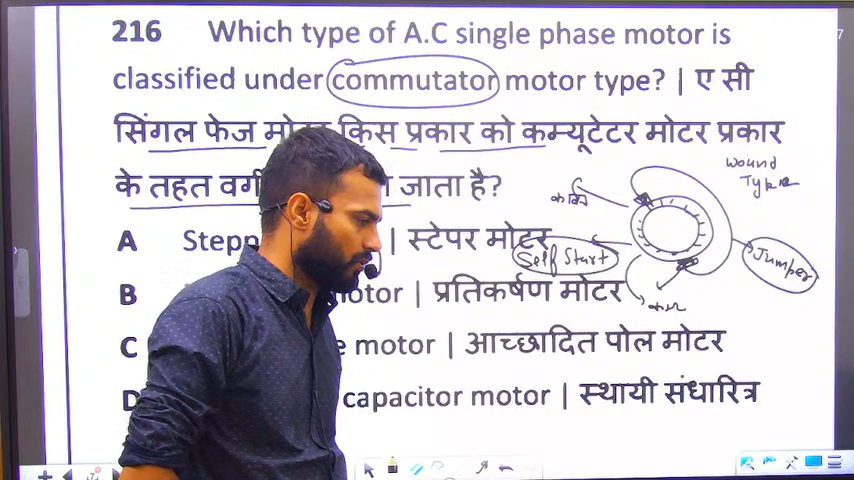 216 Which type of A.C single phase motor is
classified under commutator motor type? | ए सी
सिंगल फेज मोटर किस प्रकार को कम्यूटेटर मोटर प्रकार
के तहत जाता है?
Wound
Type
A | स्टेपर मोटर
Self Start
Jumper
B motor | प्रतिकर्षण मोटर
C motor | आच्छादित पोल मोटर
D capacitor motor | स्थायी संधारित्र